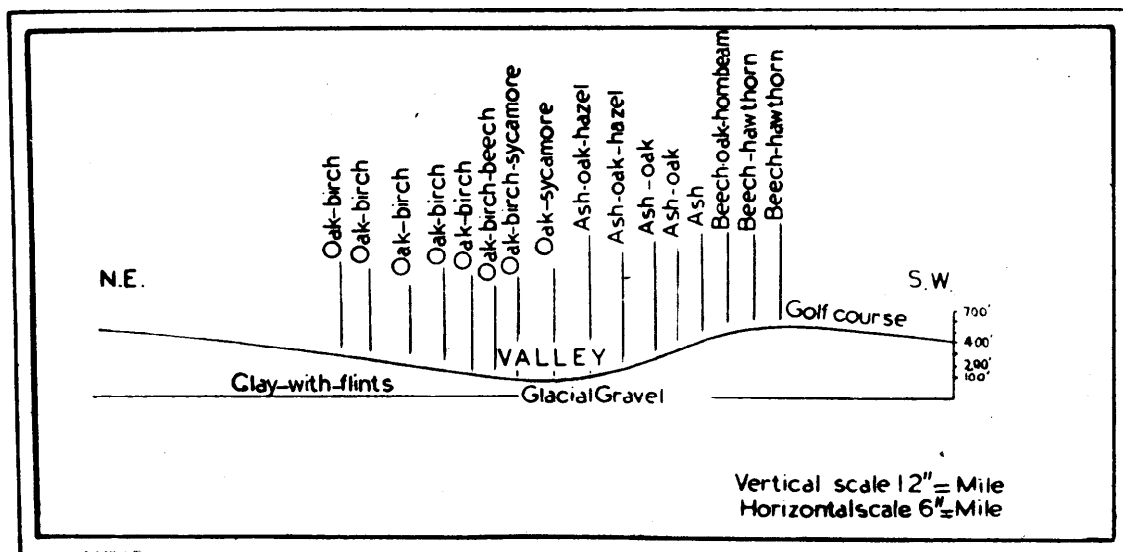 Oak-birch
Oak-birch
Oak-birch
Oak-birch
Oak-birch
Oak-birch-beech
Oak-birch-sycamore
Oak-sycamore
Ash-oak-hazel
Ash-oak-hazel
Ash-oak
Ash-oak
Ash
Beech-oak-hornbeam
Beech-hawthorn
Beech-hawthorn
N.E.
S.W.
Golf course
700'
400'
200'
100'
VALLEY
Clay-with-flints
Glacial Gravel
Vertical scale 12"= Mile
Horizontal scale 6"=Mile